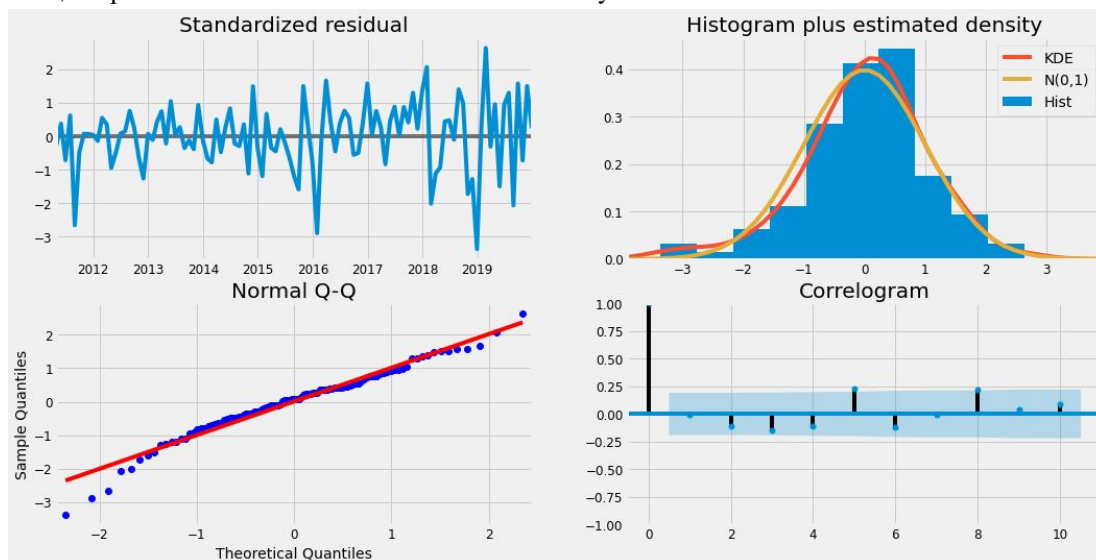 Standardized residual
2
1
0
−1
−2
−3
2012 2013 2014 2015 2016 2017 2018 2019
Histogram plus estimated density
KDE
N(0,1)
Hist
0.4
0.3
0.2
0.1
0.0
−3 −2 −1 0 1 2 3
Normal Q-Q
Sample Quantiles
2
1
0
−1
−2
−3
−2 −1 0 1 2
Theoretical Quantiles
Correlogram
1.00
0.75
0.50
0.25
0.00
−0.25
−0.50
−0.75
−1.00
0 2 4 6 8 10